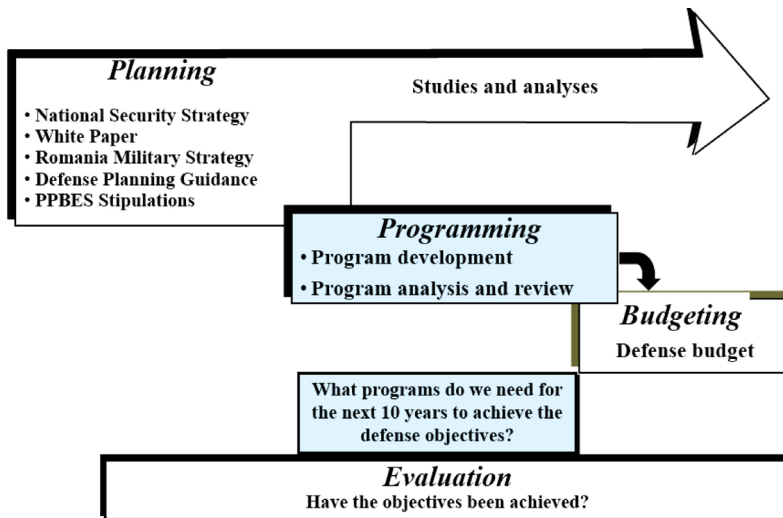 Planning
Studies and analyses
• National Security Strategy
• White Paper
• Romania Military Strategy
• Defense Planning Guidance
• PPBES Stipulations
Programming
• Program development
• Program analysis and review
Budgeting
Defense budget
What programs do we need for
the next 10 years to achieve the
defense objectives?
Evaluation
Have the objectives been achieved?